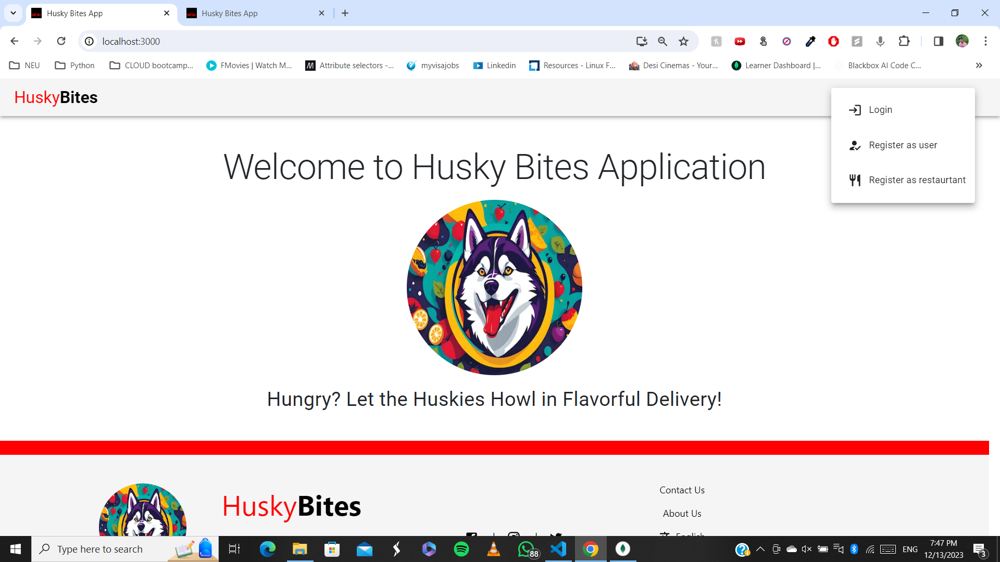 Husky Bites App
Husky Bites App
localhost:3000
NEU
Python
CLOUD bootcamp...
FMovies | Watch M...
Attribute selectors -...
myvisajobs
Linkedin
Resources - Linux F...
Desi Cinemas - Your...
Learner Dashboard |...
Blackbox AI Code C...
HuskyBites
Login
Register as user
Register as restaurtant
Welcome to Husky Bites Application
Hungry? Let the Huskies Howl in Flavorful Delivery!
HuskyBites
Contact Us
About Us
English
Type here to search
88
ENG
7:47 PM
12/13/2023
3